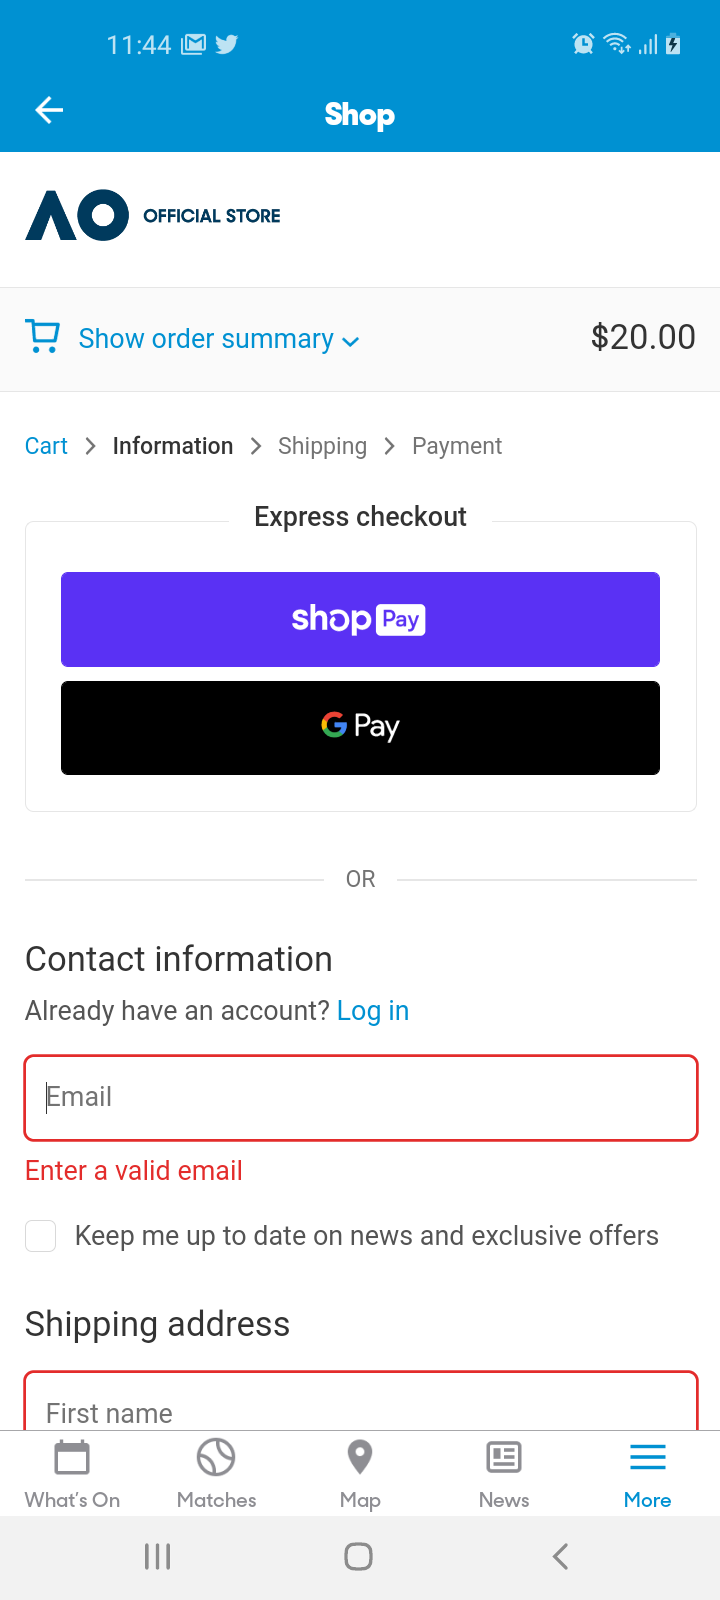 11:44
Shop
AO OFFICIAL STORE
Show order summary $20.00
Cart > Information > Shipping > Payment
Express checkout
shop Pay
G Pay
OR
Contact information
Already have an account? Log in
Email
Enter a valid email
Keep me up to date on news and exclusive offers
Shipping address
First name
What's On Matches Map News More